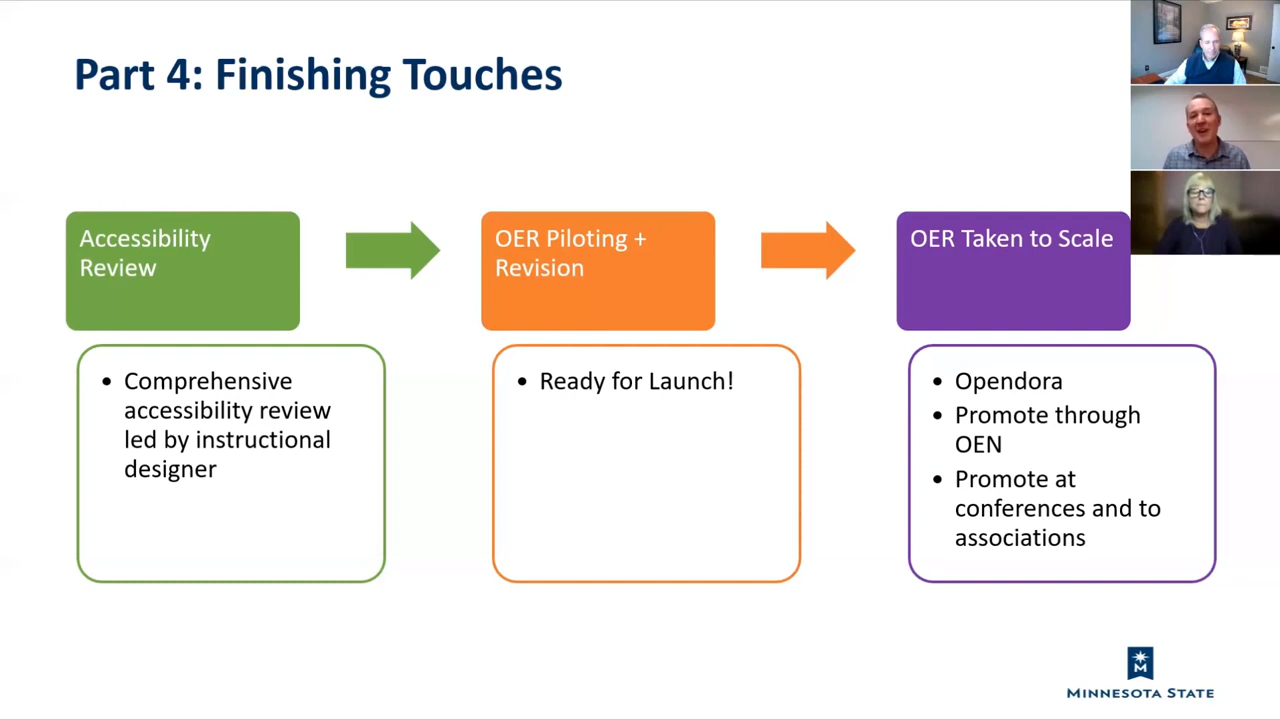 Part 4: Finishing Touches
Accessibility
Review
OER Piloting +
Revision
OER Taken to Scale
• Comprehensive
accessibility review
led by instructional
designer
• Ready for Launch!
• Opendora
• Promote through
OEN
• Promote at
conferences and to
associations
M
MINNESOTA STATE